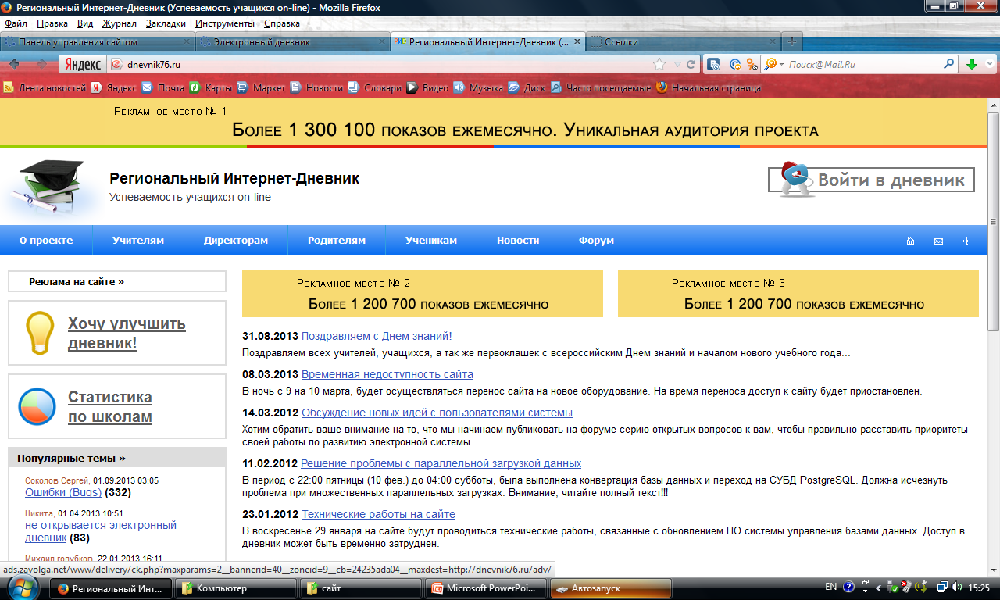 Региональный Интернет-Дневник (Успеваемость учащихся on-line) - Mozilla Firefox
Файл Правка Вид Журнал Закладки Инструменты Справка
Панель управления сайтом
Электронный дневник
Региональный Интернет-Дневник (...
Ссылки
Яндекс
dnevnik76.ru
Поиск@Mail.Ru
Лента новостей Яндекс Почта Карты Маркет Новости Словари Видео Музыка Диск Часто посещаемые Начальная страница
Рекламное место № 1
Более 1 300 100 показов ежемесячно. Уникальная аудитория проекта
Региональный Интернет-Дневник
Успеваемость учащихся on-line
Войти в дневник
О проекте Учителям Директорам Родителям Ученикам Новости Форум
Реклама на сайте »
Хочу улучшить
дневник!
Статистика
по школам
Популярные темы »
Соколов Сергей, 01.09.2013 03:05
Ошибки (Bugs) (332)
Никита, 01.04.2013 10:51
не открывается электронный
дневник (83)
Михаил голубков, 22.01.2013 16:11
Рекламное место № 2
Более 1 200 700 показов ежемесячно
Рекламное место № 3
Более 1 200 700 показов ежемесячно
31.08.2013 Поздравляем с Днем знаний!
Поздравляем всех учителей, учащихся, а так же первоклашек с всероссийским Днем знаний и началом нового учебного года...
08.03.2013 Временная недоступность сайта
В ночь с 9 на 10 марта, будет осуществляться перенос сайта на новое оборудование. На время переноса доступ к сайту будет приостановлен.
14.03.2012 Обсуждение новых идей с пользователями системы
Хотим обратить ваше внимание на то, что мы начинаем публиковать на форуме серию открытых вопросов к вам, чтобы правильно расставить приоритеты
своей работы по развитию электронной системы.
11.02.2012 Решение проблемы с параллельной загрузкой данных
В период с 22:00 пятницы (10 фев.) до 04:00 субботы, была выполнена конвертация базы данных и переход на СУБД PostgreSQL. Должна исчезнуть
проблема при множественных параллельных загрузках. Внимание, читайте полный текст!!!
23.01.2012 Технические работы на сайте
В воскресенье 29 января на сайте будут проводиться технические работы, связанные с обновлением ПО системы управления базами данных. Доступ в
дневник может быть временно затруднен.
ads.zavolga.net/www/delivery/ck.php?maxparams=2__bannerid=40__zoneid=9__cb=24235ada04__maxdest=http://dnevnik76.ru/adv/
Региональный Инт...
Компьютер
сайт
Microsoft PowerPoi...
Автозапуск
EN
15:25